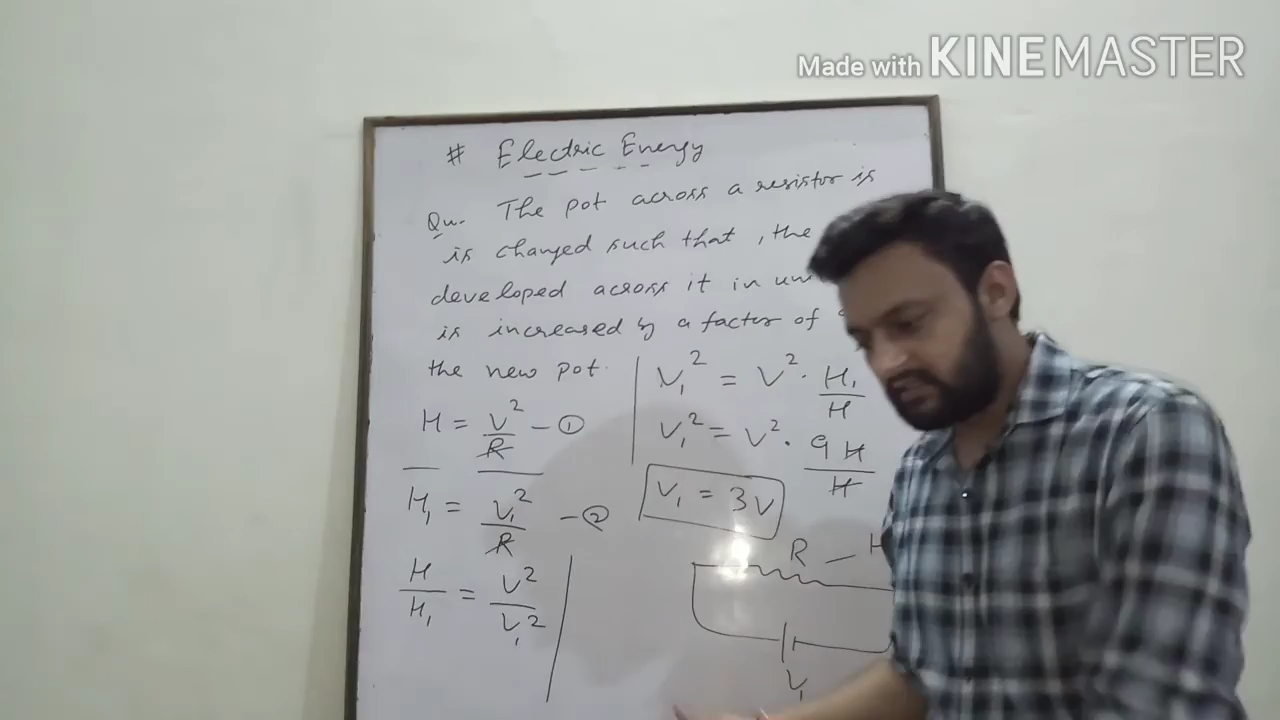 Made with KINEMASTER
# Electric Energy
Qu. The pot across a resistor is
is changed such that, the
developed across it in
is increased by a factor of
the new pot.
H = V²/R - ①
H₁ = V₁²/R - ②
H/H₁ = V²/V₁²
V₁² = V² · H₁/H
V₁² = V² · 9H/H
V₁ = 3V
R - H
V₁